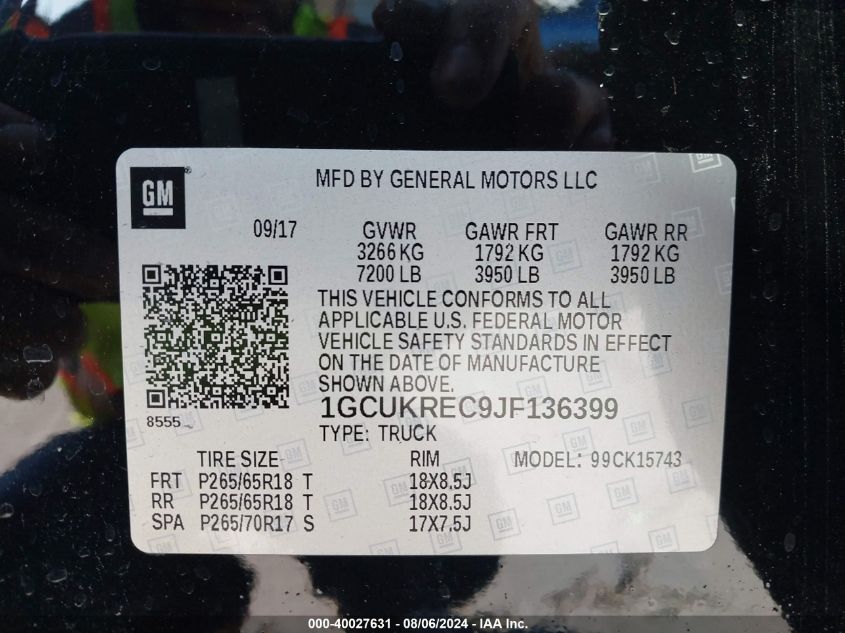 GM ®
MFD BY GENERAL MOTORS LLC
09/17 GVWR GAWR FRT GAWR RR
3266 KG 1792 KG 1792 KG
7200 LB 3950 LB 3950 LB
THIS VEHICLE CONFORMS TO ALL
APPLICABLE U.S. FEDERAL MOTOR
VEHICLE SAFETY STANDARDS IN EFFECT
ON THE DATE OF MANUFACTURE
SHOWN ABOVE.
1GCUKREC9JF136399
8555
TYPE: TRUCK
TIRE SIZE RIM MODEL: 99CK15743
FRT P265/65R18 T 18X8.5J
RR P265/65R18 T 18X8.5J
SPA P265/70R17 S 17X7.5J
000-40027631 - 08/06/2024 - IAA Inc.